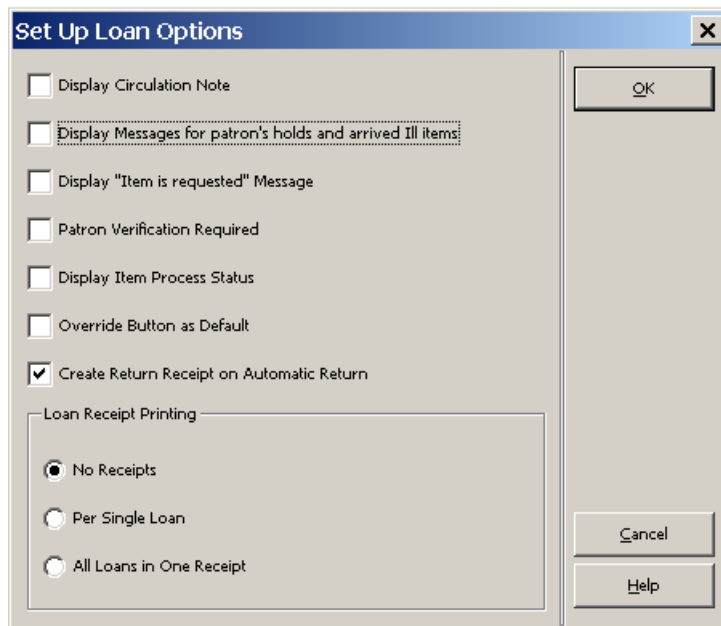 Set Up Loan Options
Display Circulation Note
OK
Display Messages for patron's holds and arrived Ill items
Display "Item is requested" Message
Patron Verification Required
Display Item Process Status
Override Button as Default
Create Return Receipt on Automatic Return
Loan Receipt Printing
No Receipts
Per Single Loan
All Loans in One Receipt
Cancel
Help